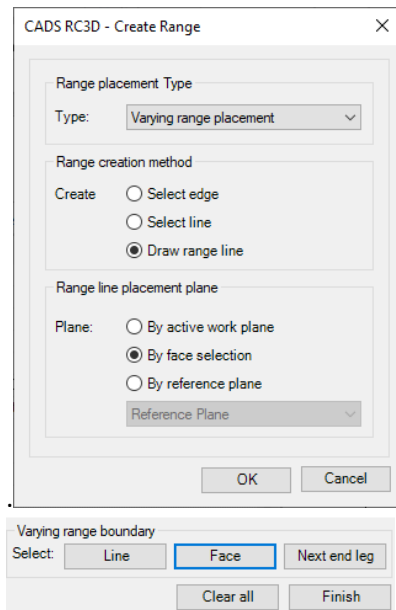 CADS RC3D - Create Range
Range placement Type
Type: Varying range placement
Range creation method
Create Select edge
Select line
Draw range line
Range line placement plane
Plane: By active work plane
By face selection
By reference plane
Reference Plane
OK Cancel
.
Varying range boundary
Select: Line Face Next end leg
Clear all Finish